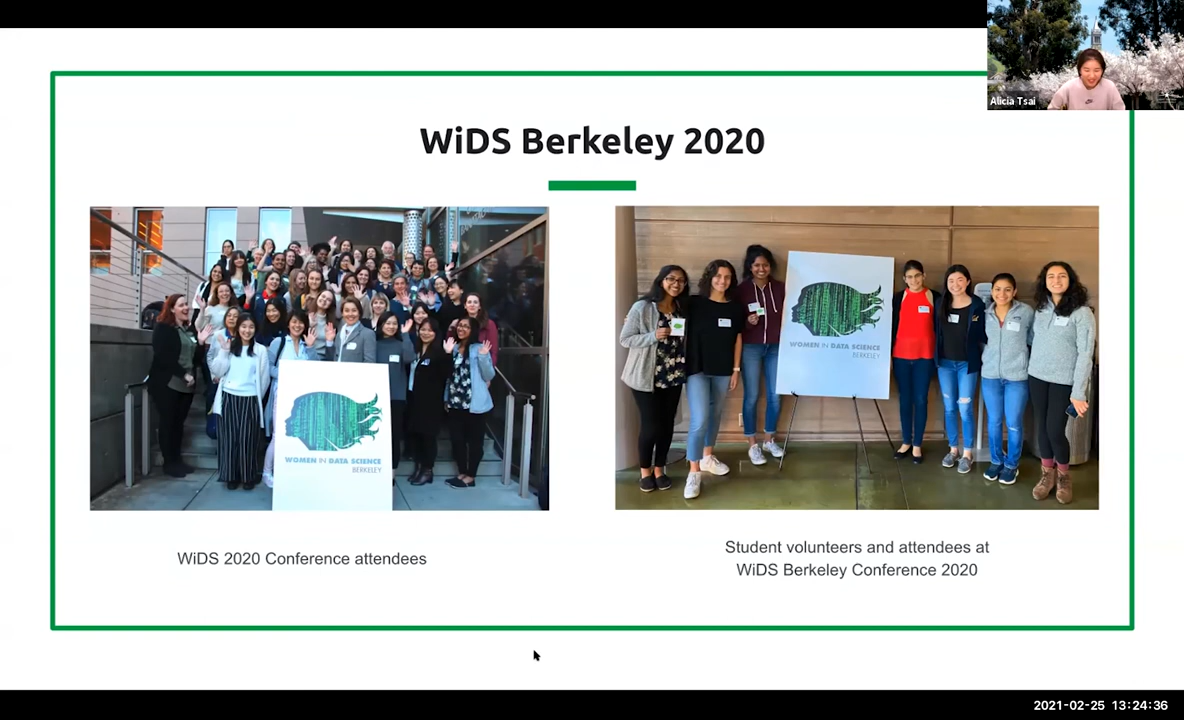 Alicia Tsai
WiDS Berkeley 2020
WOMEN IN DATA SCIENCE
BERKELEY
WOMEN IN DATA SCIENCE
BERKELEY
WiDS 2020 Conference attendees
Student volunteers and attendees at
WiDS Berkeley Conference 2020
2021-02-25 13:24:36